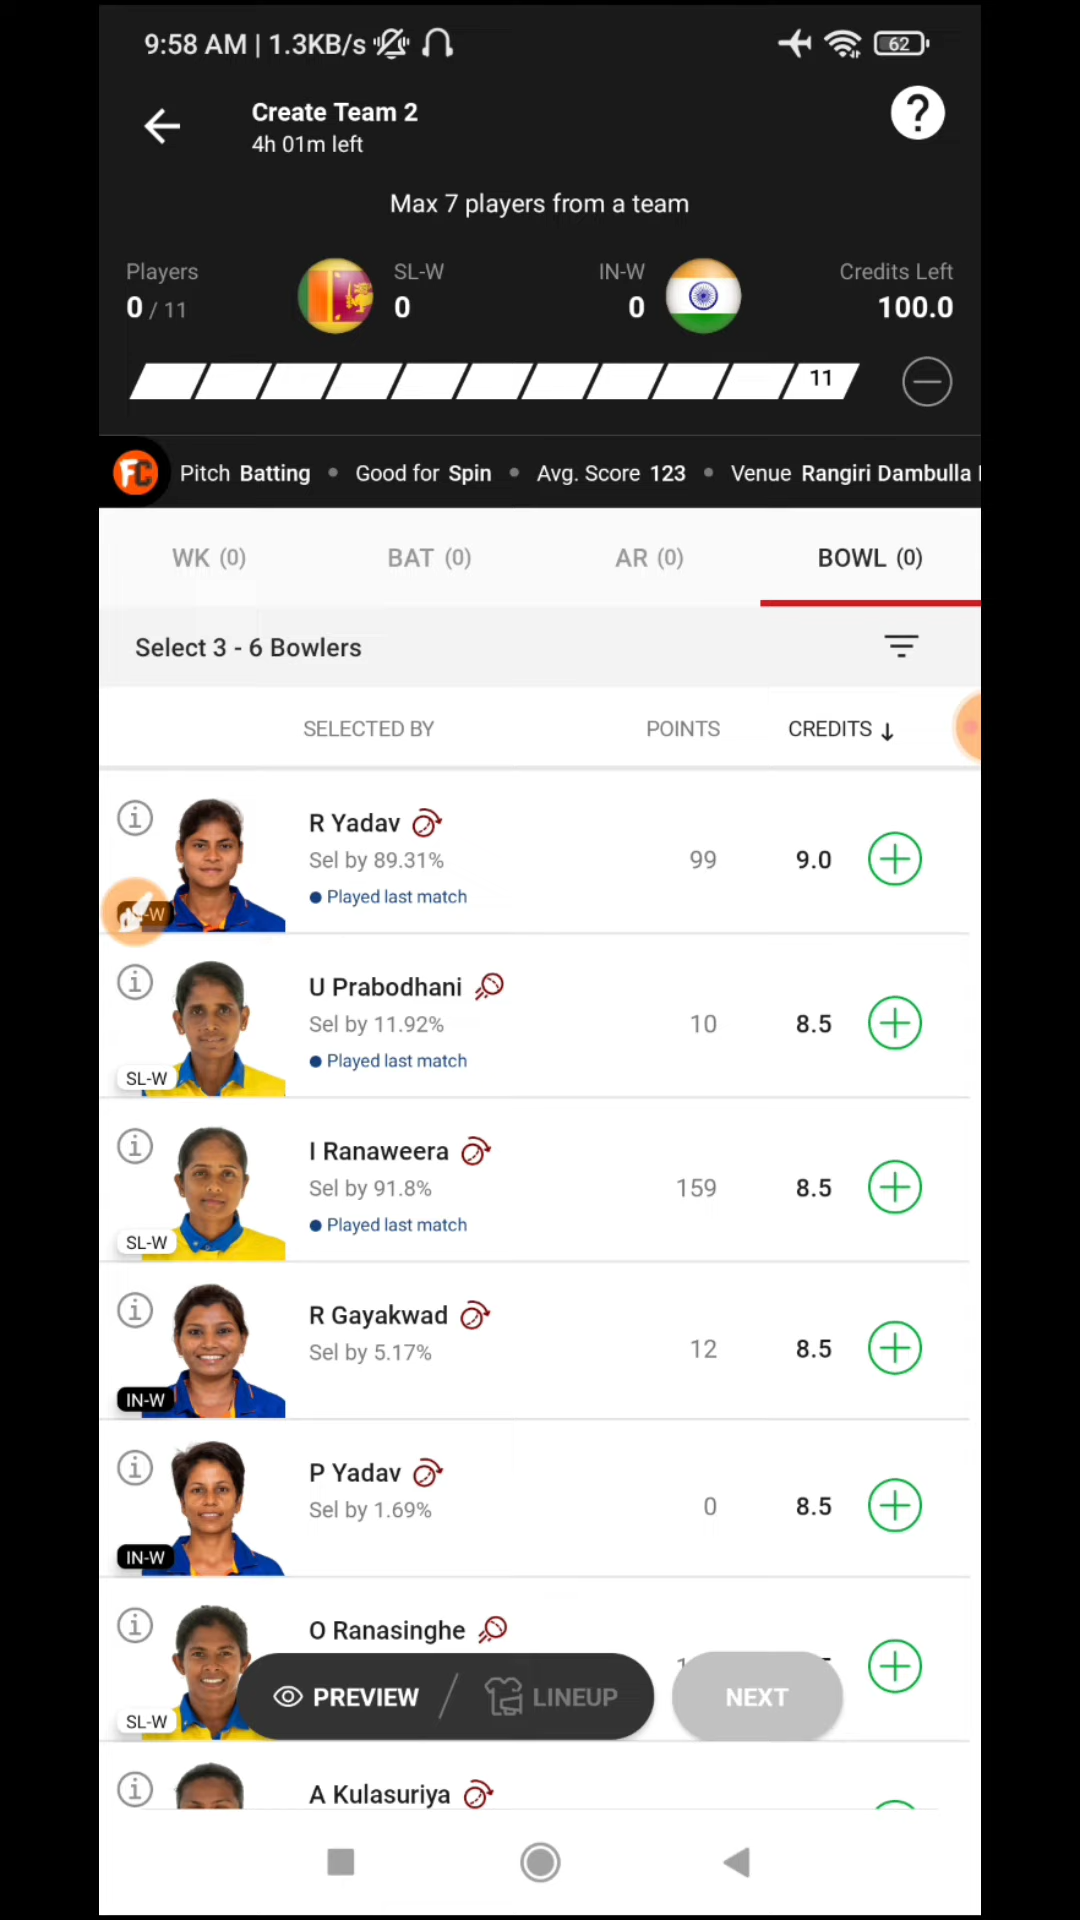 9:58 AM | 1.3KB/s 62
Create Team 2
4h 01m left
?
Max 7 players from a team
Players SL-W IN-W Credits Left
0 / 11 0 0 100.0
11
FC Pitch Batting • Good for Spin • Avg. Score 123 • Venue Rangiri Dambulla
WK (0) BAT (0) AR (0) BOWL (0)
Select 3 - 6 Bowlers
SELECTED BY POINTS CREDITS ↓
R Yadav
Sel by 89.31% 99 9.0
Played last match
-W
U Prabodhani
Sel by 11.92% 10 8.5
Played last match
SL-W
I Ranaweera
Sel by 91.8% 159 8.5
Played last match
SL-W
R Gayakwad
Sel by 5.17% 12 8.5
IN-W
P Yadav
Sel by 1.69% 0 8.5
IN-W
O Ranasinghe
PREVIEW / LINEUP NEXT
SL-W
A Kulasuriya